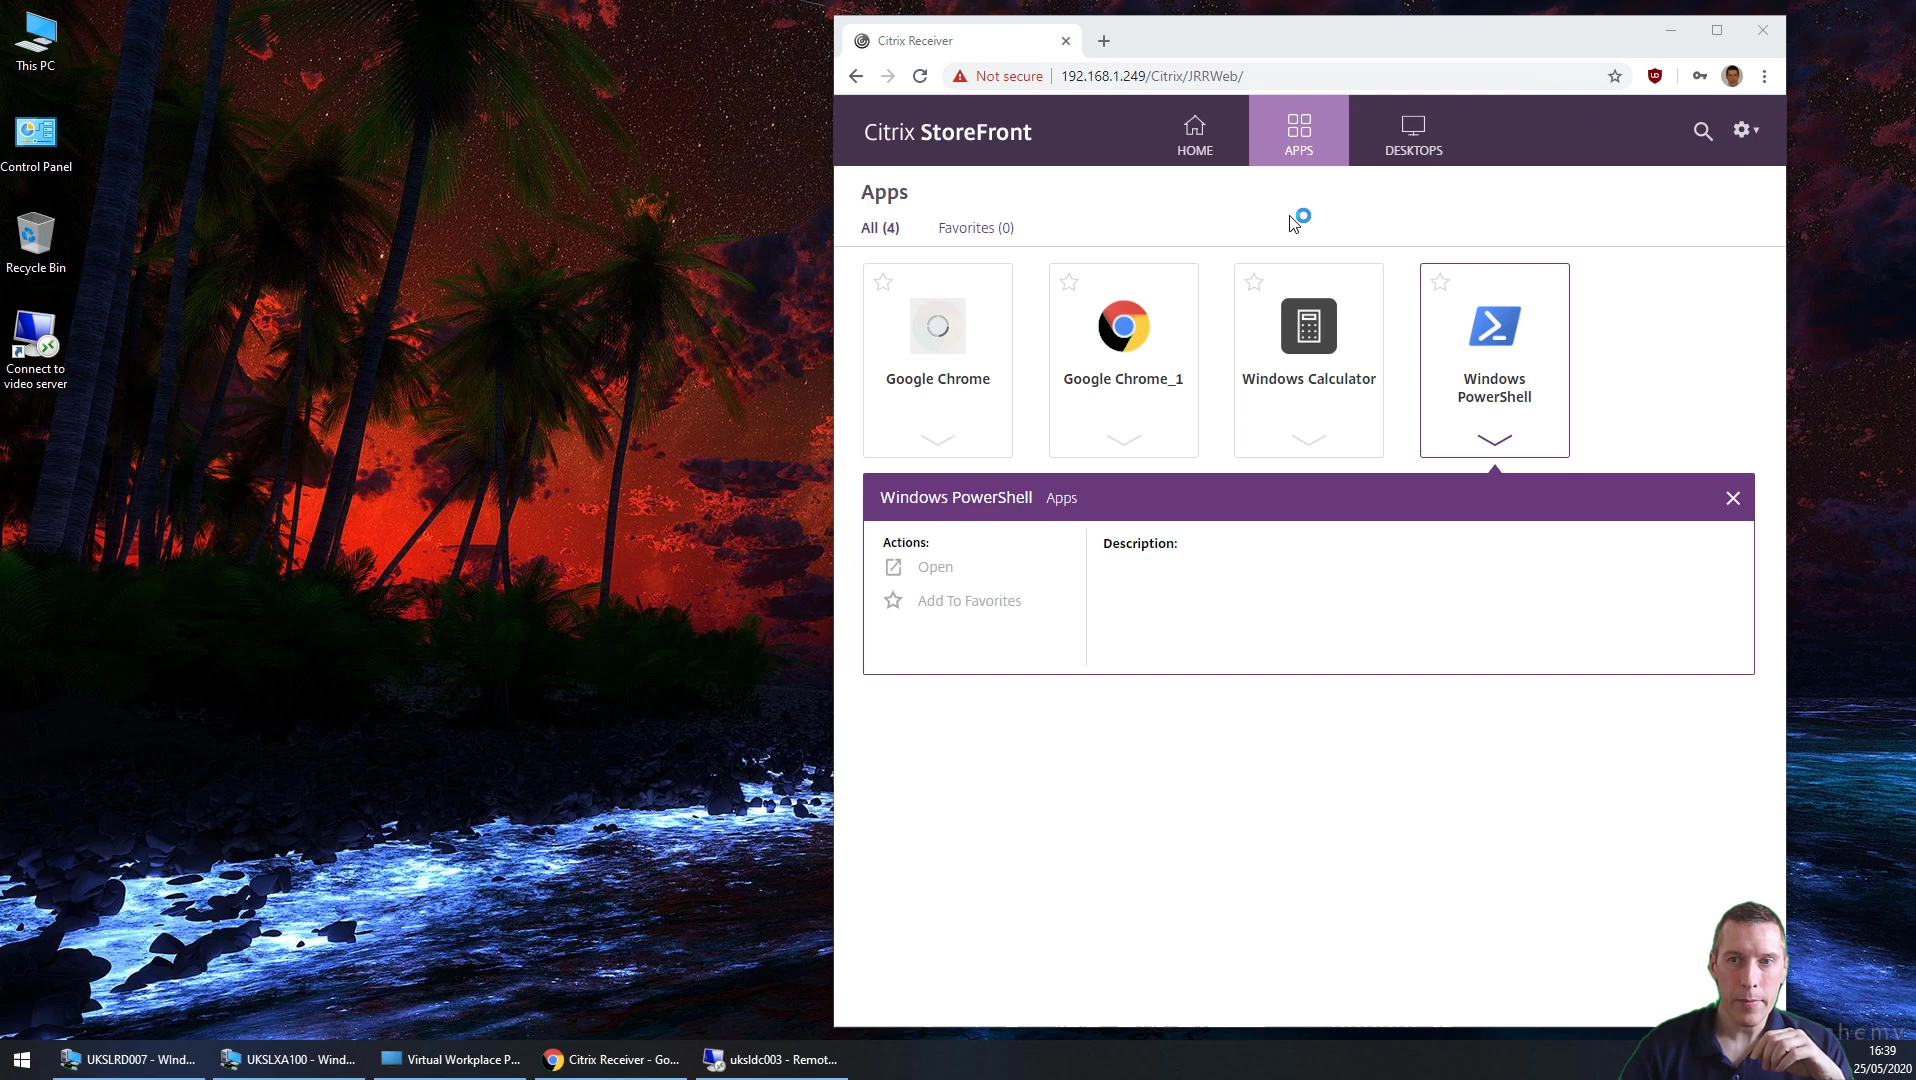 This PC
Control Panel
Recycle Bin
Connect to
video server
Citrix Receiver
Not secure
192.168.1.249/Citrix/JRRWeb/
Citrix StoreFront
HOME
APPS
DESKTOPS
Apps
All (4)
Favorites (0)
Google Chrome
Google Chrome_1
Windows Calculator
Windows
PowerShell
Windows PowerShell Apps
Actions:
Open
Add To Favorites
Description:
UKSLRD007 - WInd...
UKSLXA100 - Wind...
Virtual Workplace P...
Citrix Receiver - Go...
uksldc003 - Remot...
16:39
25/05/2020